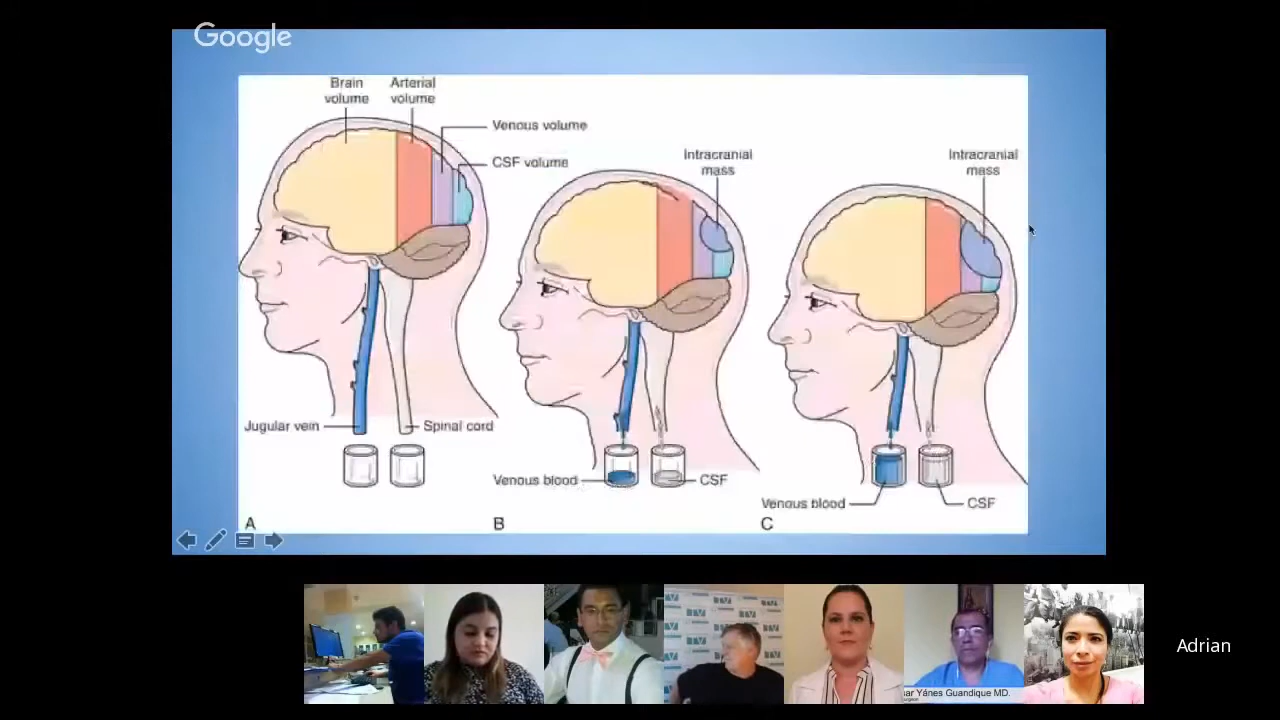 Google
Brain
volume
Arterial
volume
Venous volume
CSF volume
Intracranial
mass
Intracranial
mass
Jugular vein
Spinal cord
Venous blood
CSF
Venous blood
CSF
A
B
C
Adrian
Yánes Guandique MD.